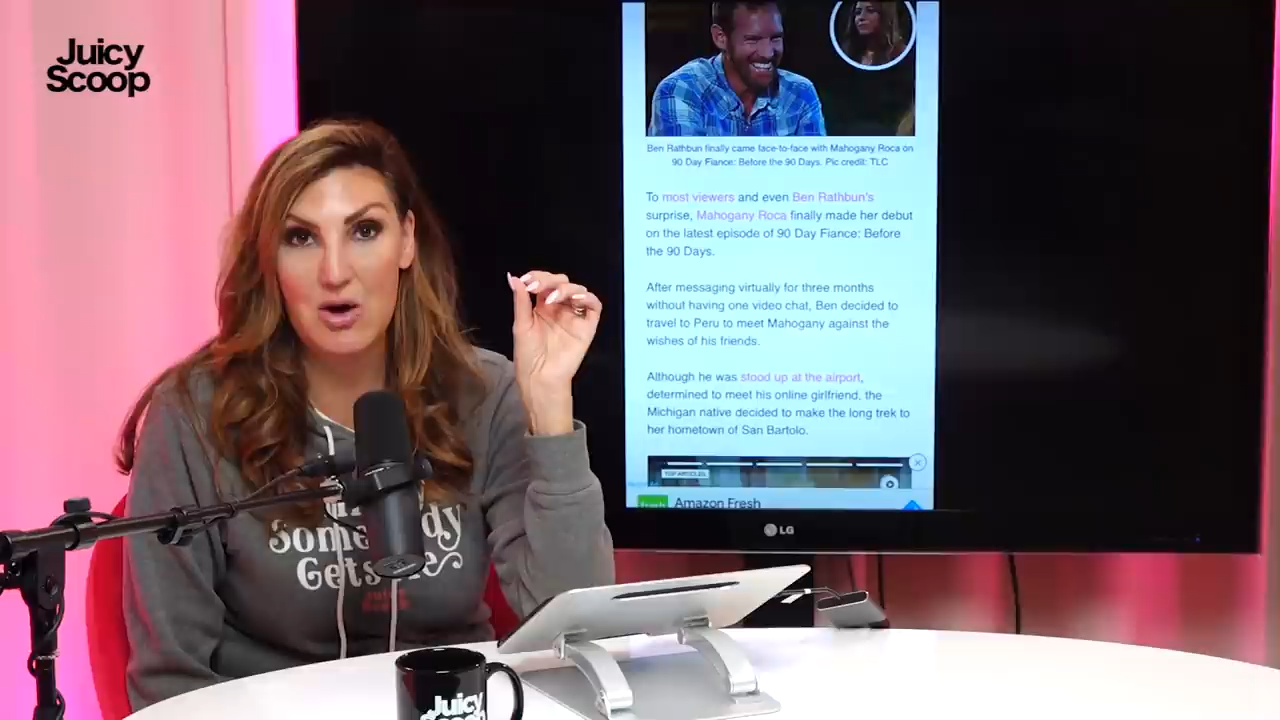 Juicy
Scoop
Ben Rathbun finally came face-to-face with Mahogany Roca on
90 Day Fiance: Before the 90 Days. Pic credit: TLC
To most viewers and even Ben Rathbun's
surprise, Mahogany Roca finally made her debut
on the latest episode of 90 Day Fiance: Before
the 90 Days.
After messaging virtually for three months
without having one video chat, Ben decided to
travel to Peru to meet Mahogany against the
wishes of his friends.
Although he was stood up at the airport,
determined to meet his online girlfriend, the
Michigan native decided to make the long trek to
her hometown of San Bartolo.
TOP ARTICLES
fresh
Amazon Fresh
LG
Gets
Juicy
Scoop